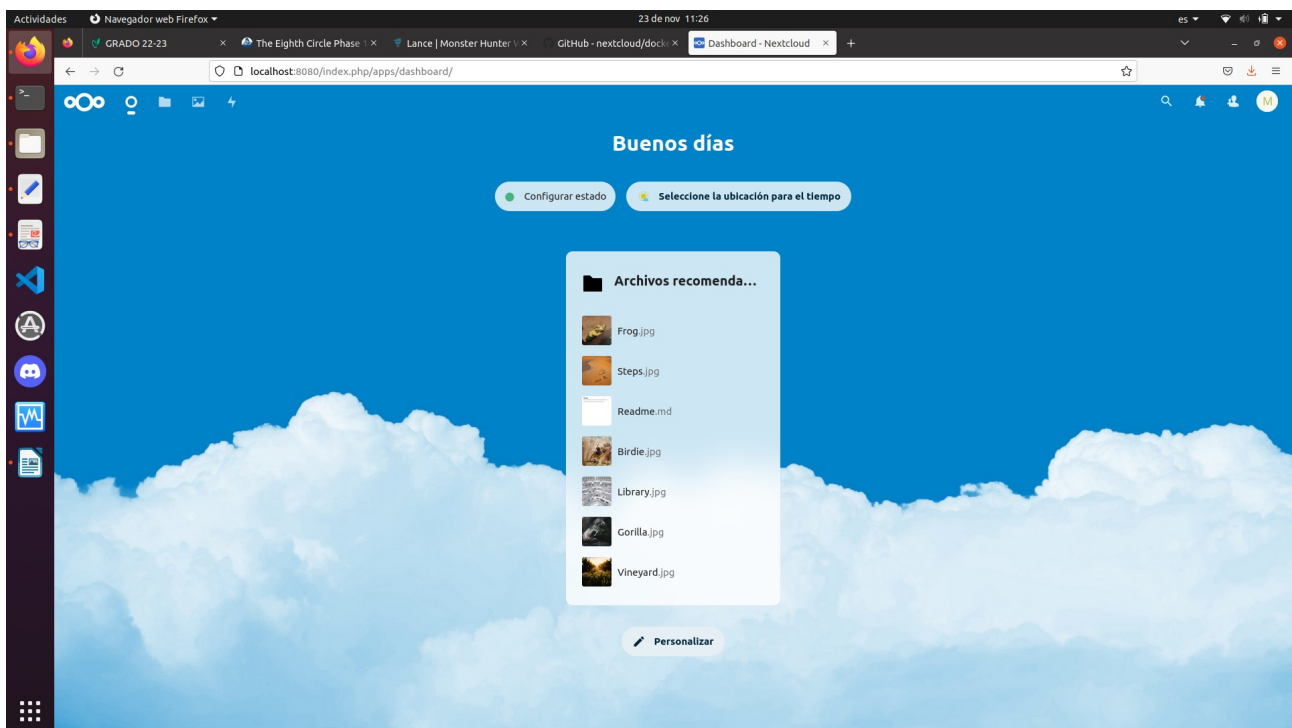 Actividades Navegador web Firefox 23 de nov 11:26 es
GRADO 22-23 The Eighth Circle Phase 1 Lance | Monster Hunter GitHub - nextcloud/docke Dashboard - Nextcloud
localhost:8080/index.php/apps/dashboard/
M
Buenos días
Configurar estado Seleccione la ubicación para el tiempo
Archivos recomenda...
Frog.jpg
Steps.jpg
Readme.md
Birdie.jpg
Library.jpg
Gorilla.jpg
Vineyard.jpg
Personalizar